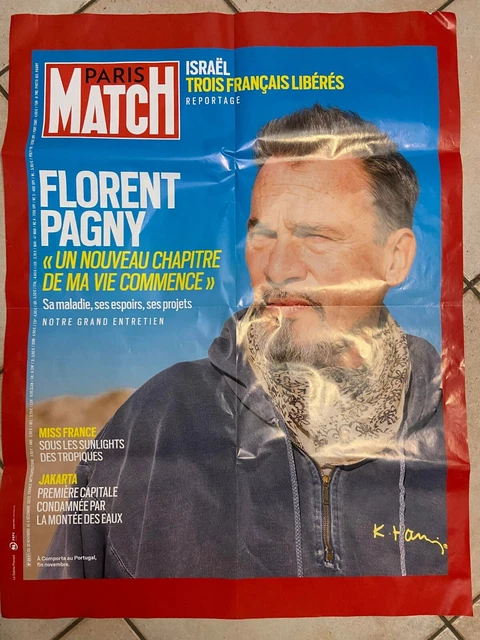 PARIS
MATCH
ISRAËL
TROIS FRANÇAIS LIBÉRÉS
REPORTAGE
FLORENT
PAGNY
« UN NOUVEAU CHAPITRE
DE MA VIE COMMENCE »
Sa maladie, ses espoirs, ses projets
NOTRE GRAND ENTRETIEN
MISS FRANCE
SOUS LES SUNLIGHTS
DES TROPIQUES
JAKARTA
PREMIÈRE CAPITALE
CONDAMNÉE PAR
LA MONTÉE DES EAUX
À Comporta au Portugal,
fin novembre.